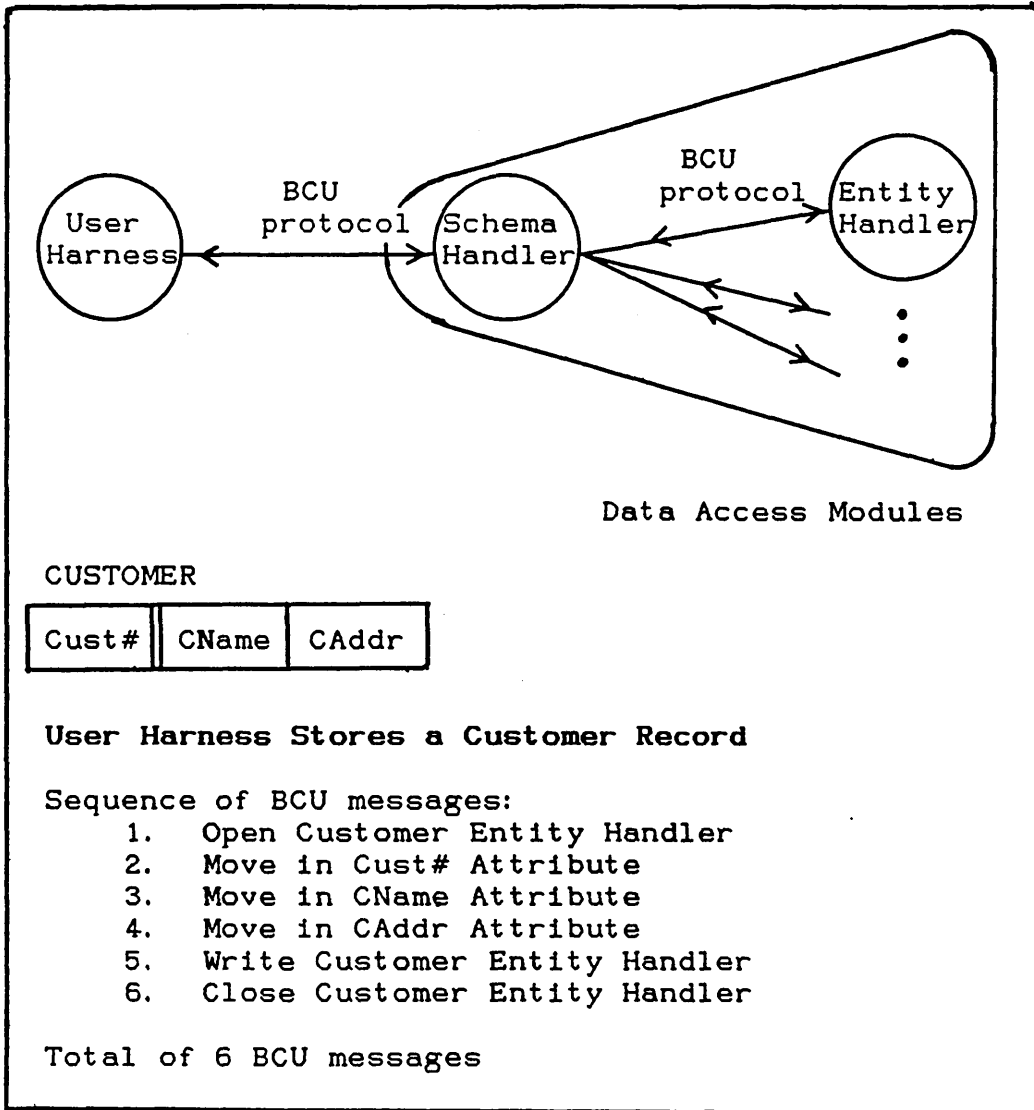 User
Harness
BCU
protocol
Schema
Handler
BCU
protocol
Entity
Handler
Data Access Modules
CUSTOMER
Cust# CName CAddr
User Harness Stores a Customer Record
Sequence of BCU messages:
1. Open Customer Entity Handler
2. Move in Cust# Attribute
3. Move in CName Attribute
4. Move in CAddr Attribute
5. Write Customer Entity Handler
6. Close Customer Entity Handler
Total of 6 BCU messages